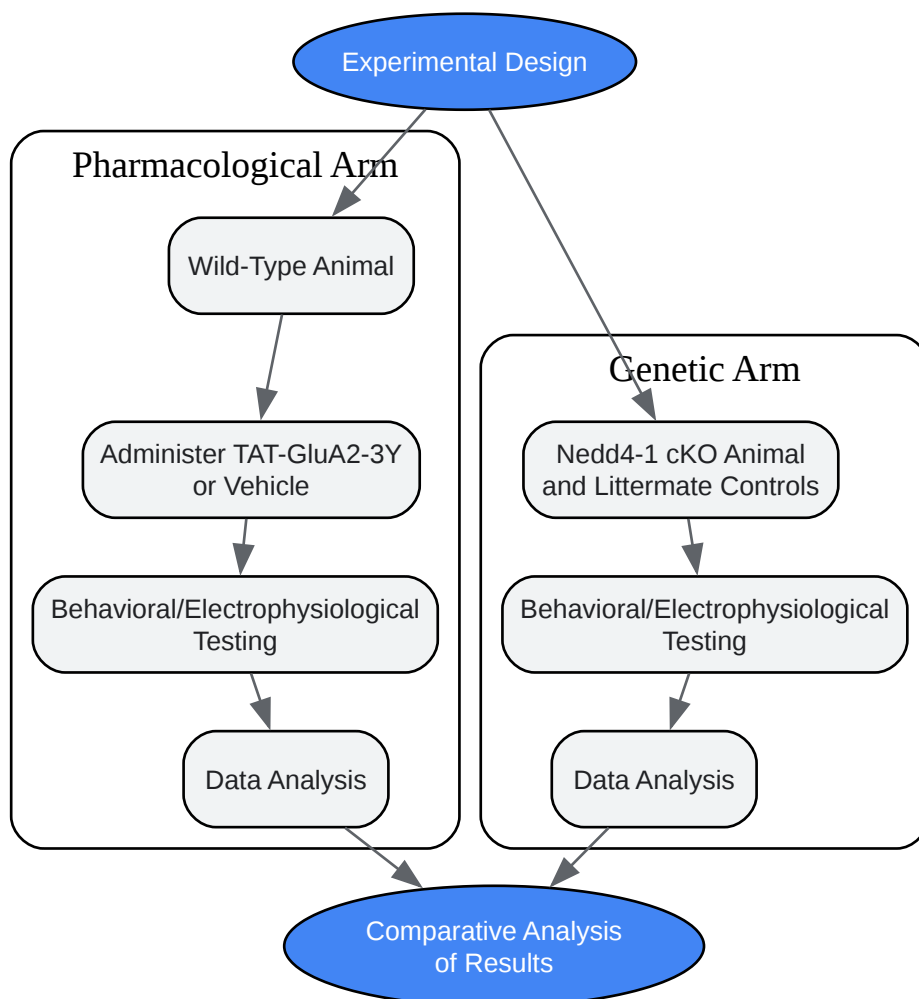 Experimental Design
Pharmacological Arm
Wild-Type Animal
Administer TAT-GluA2-3Y
or Vehicle
Behavioral/Electrophysiological
Testing
Data Analysis
Genetic Arm
Nedd4-1 cKO Animal
and Littermate Controls
Behavioral/Electrophysiological
Testing
Data Analysis
Comparative Analysis
of Results